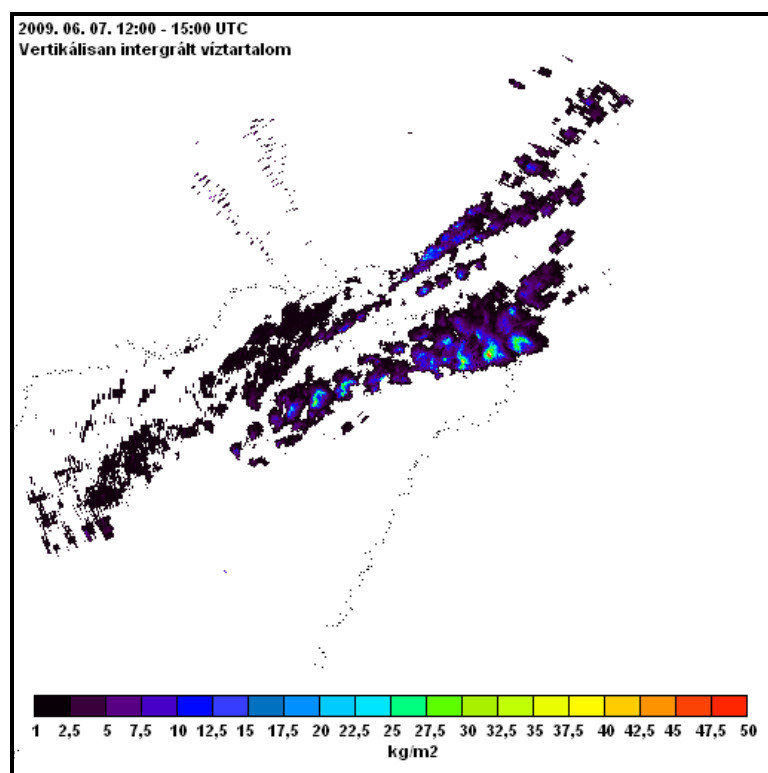 2009. 06. 07. 12:00 - 15:00 UTC
Vertikálisan intergrált víztartalom
1 2,5 5 7,5 10 12,5 15 17,5 20 22,5 25 27,5 30 32,5 35 37,5 40 42,5 45 47,5 50
kg/m2